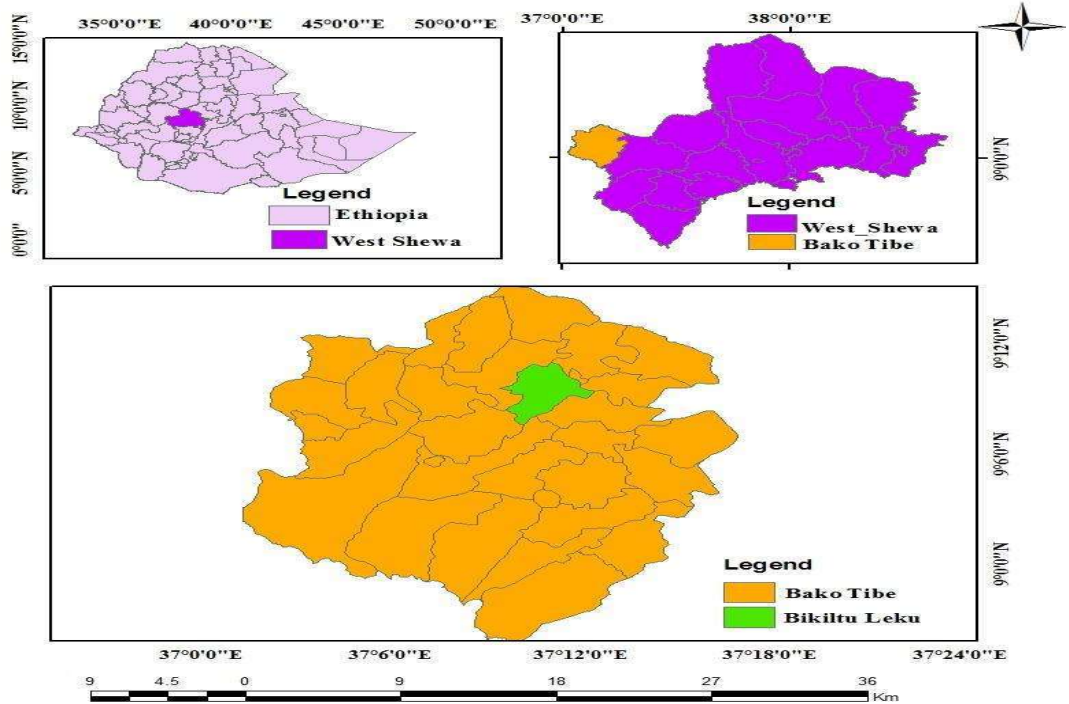 35°0'0"E 40°0'0"E 45°0'0"E 50°0'0"E
15°0'0"N
10°0'0"N
5°0'0"N
0°0'0"
Legend
Ethiopia
West Shewa
37°0'0"E 38°0'0"E
9°0'0"N
Legend
West_Shewa
Bako Tibe
9°12'0"N
9°6'0"N
9°0'0"N
Legend
Bako Tibe
Bikiltu Leku
37°0'0"E 37°6'0"E 37°12'0"E 37°18'0"E 37°24'0"E
9 4.5 0 9 18 27 36
Km